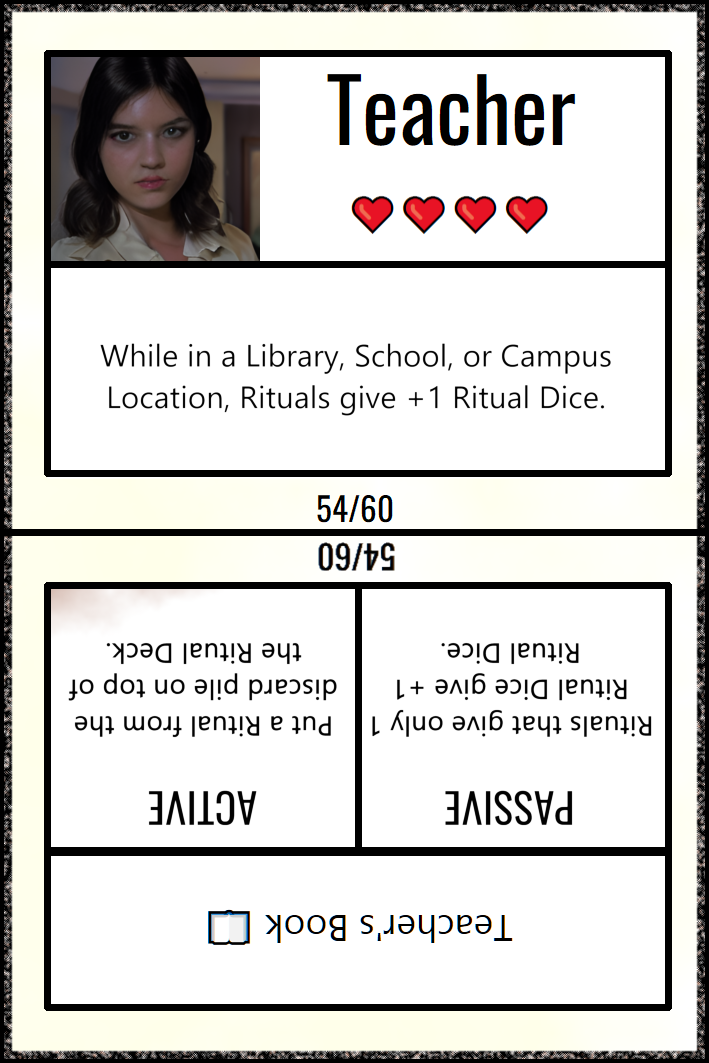 Teacher
While in a Library, School, or Campus
Location, Rituals give +1 Ritual Dice.
54/60
54/60
Teacher's Book
PASSIVE
Rituals that give only 1
Ritual Dice give +1
Ritual Dice.
ACTIVE
Put a Ritual from the
discard pile on top of
the Ritual Deck.